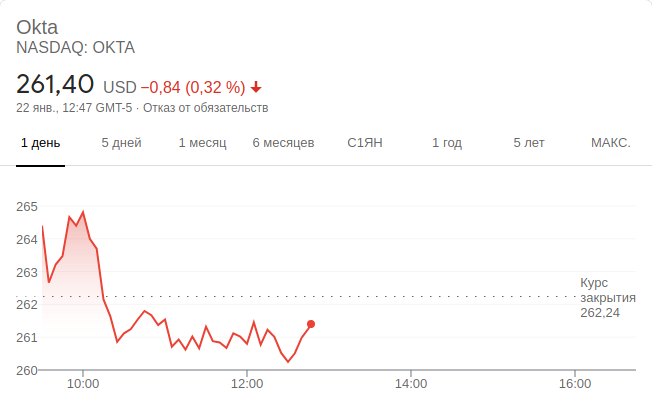 Okta
NASDAQ: OKTA
261,40 USD −0,84 (0,32 %)
22 янв., 12:47 GMT-5 · Отказ от обязательств
1 день 5 дней 1 месяц 6 месяцев С1ЯН 1 год 5 лет МАКС.
265
264
263
262
261
260
Курс
закрытия
262,24
10:00 12:00 14:00 16:00